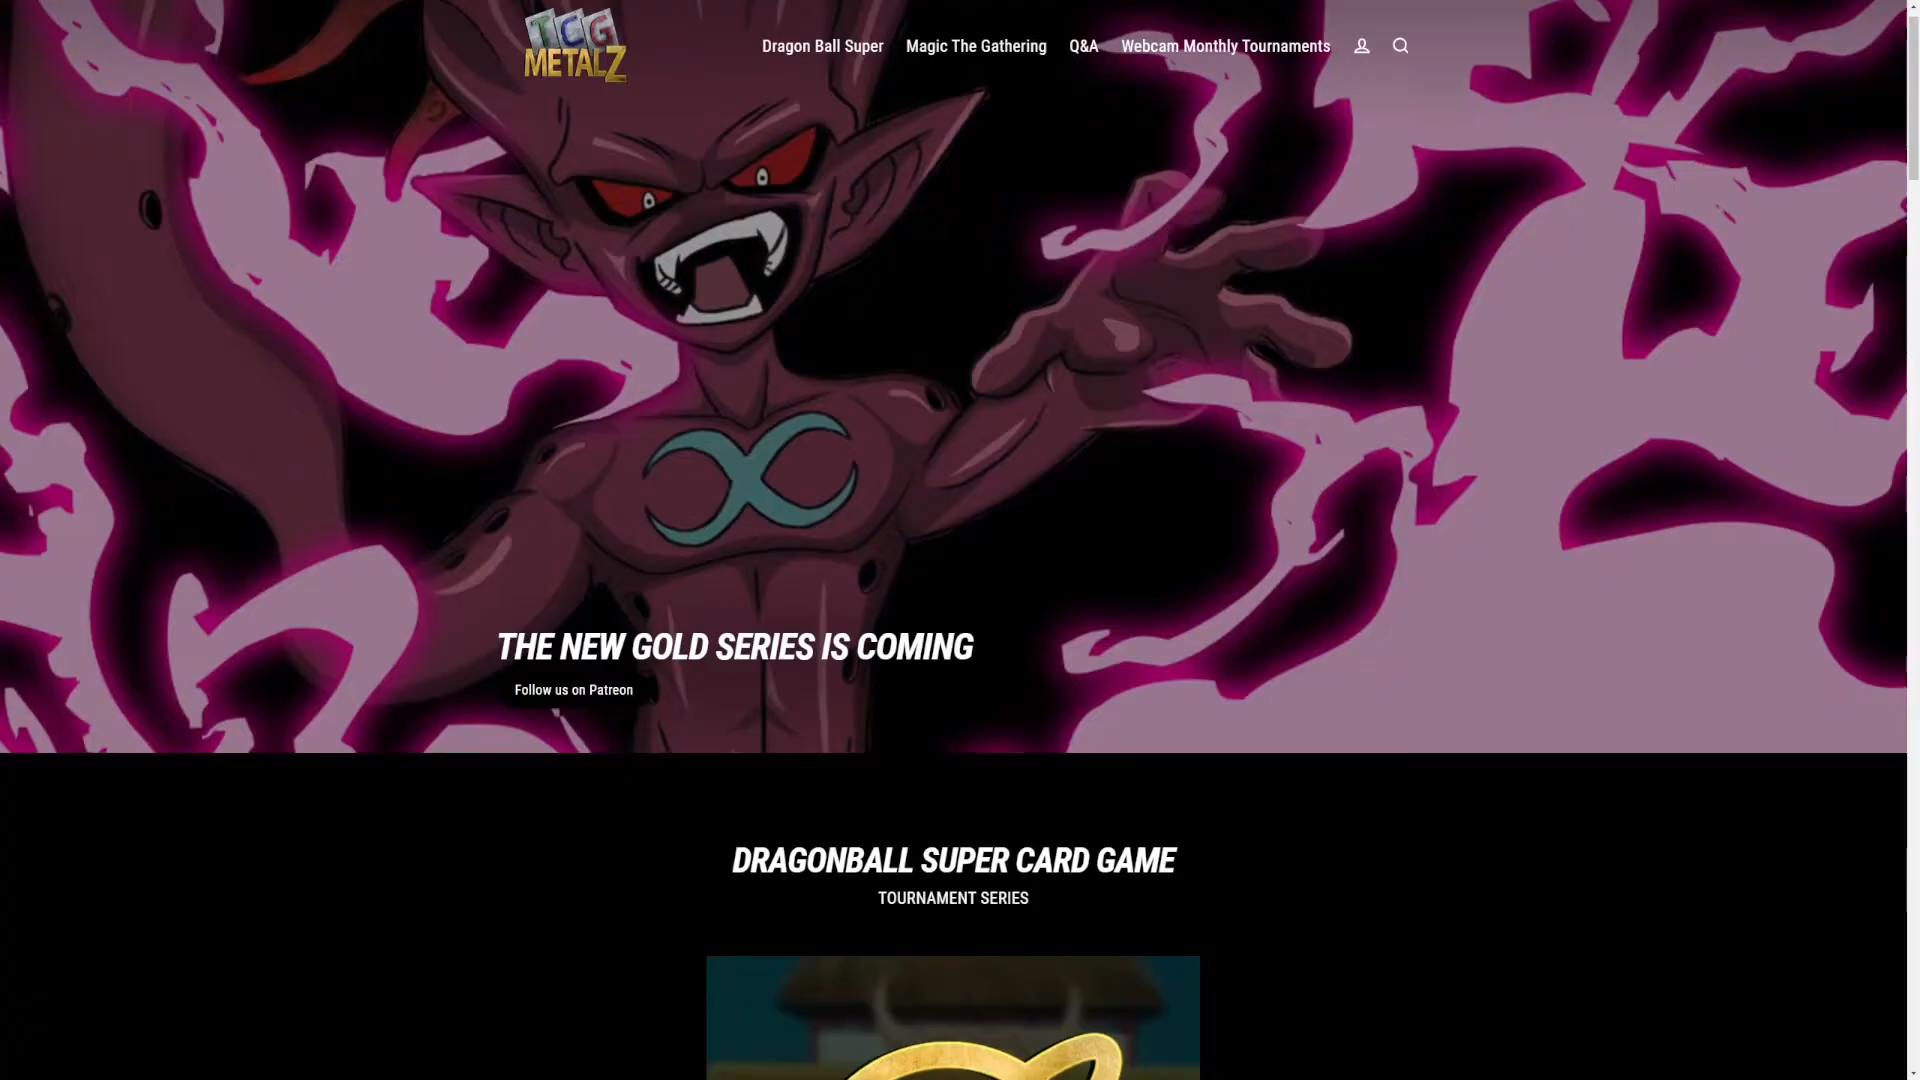 TCG
METALZ
Dragon Ball Super
Magic The Gathering
Q&A
Webcam Monthly Tournaments
THE NEW GOLD SERIES IS COMING
Follow us on Patreon
DRAGONBALL SUPER CARD GAME
TOURNAMENT SERIES